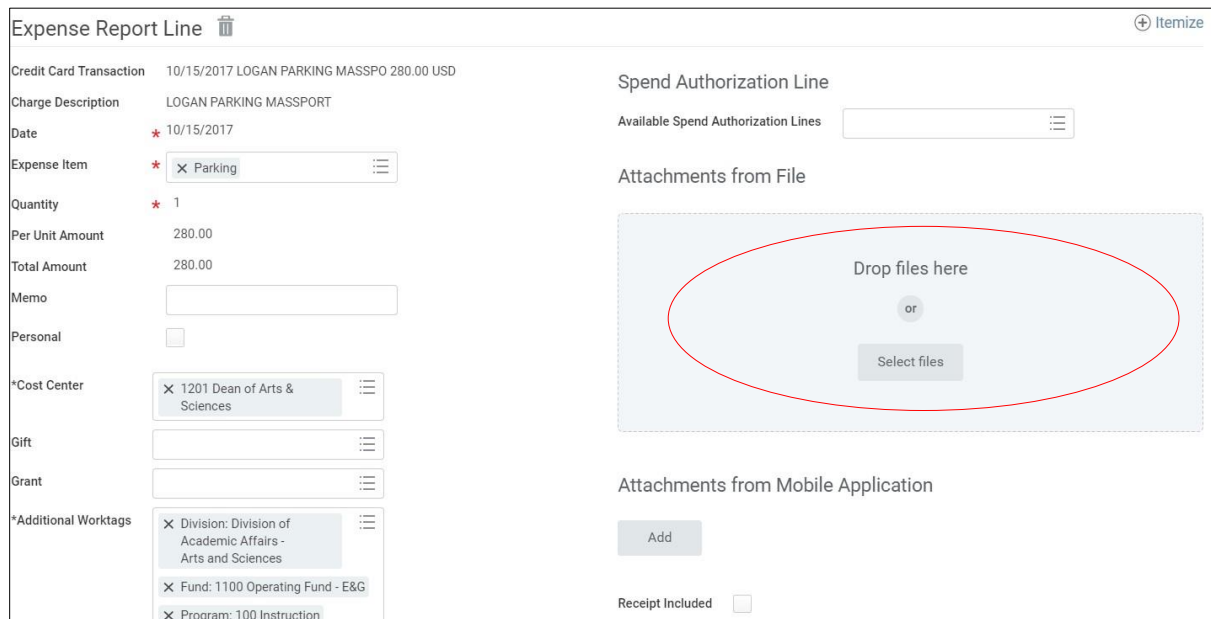 Expense Report Line
Itemize
Credit Card Transaction 10/15/2017 LOGAN PARKING MASSPO 280.00 USD
Charge Description LOGAN PARKING MASSPORT
Date * 10/15/2017
Expense Item * × Parking
Quantity * 1
Per Unit Amount 280.00
Total Amount 280.00
Memo
Personal
*Cost Center × 1201 Dean of Arts &
Sciences
Gift
Grant
*Additional Worktags × Division: Division of
Academic Affairs -
Arts and Sciences
× Fund: 1100 Operating Fund - E&G
× Program: 100 Instruction
Spend Authorization Line
Available Spend Authorization Lines
Attachments from File
Drop files here
or
Select files
Attachments from Mobile Application
Add
Receipt Included